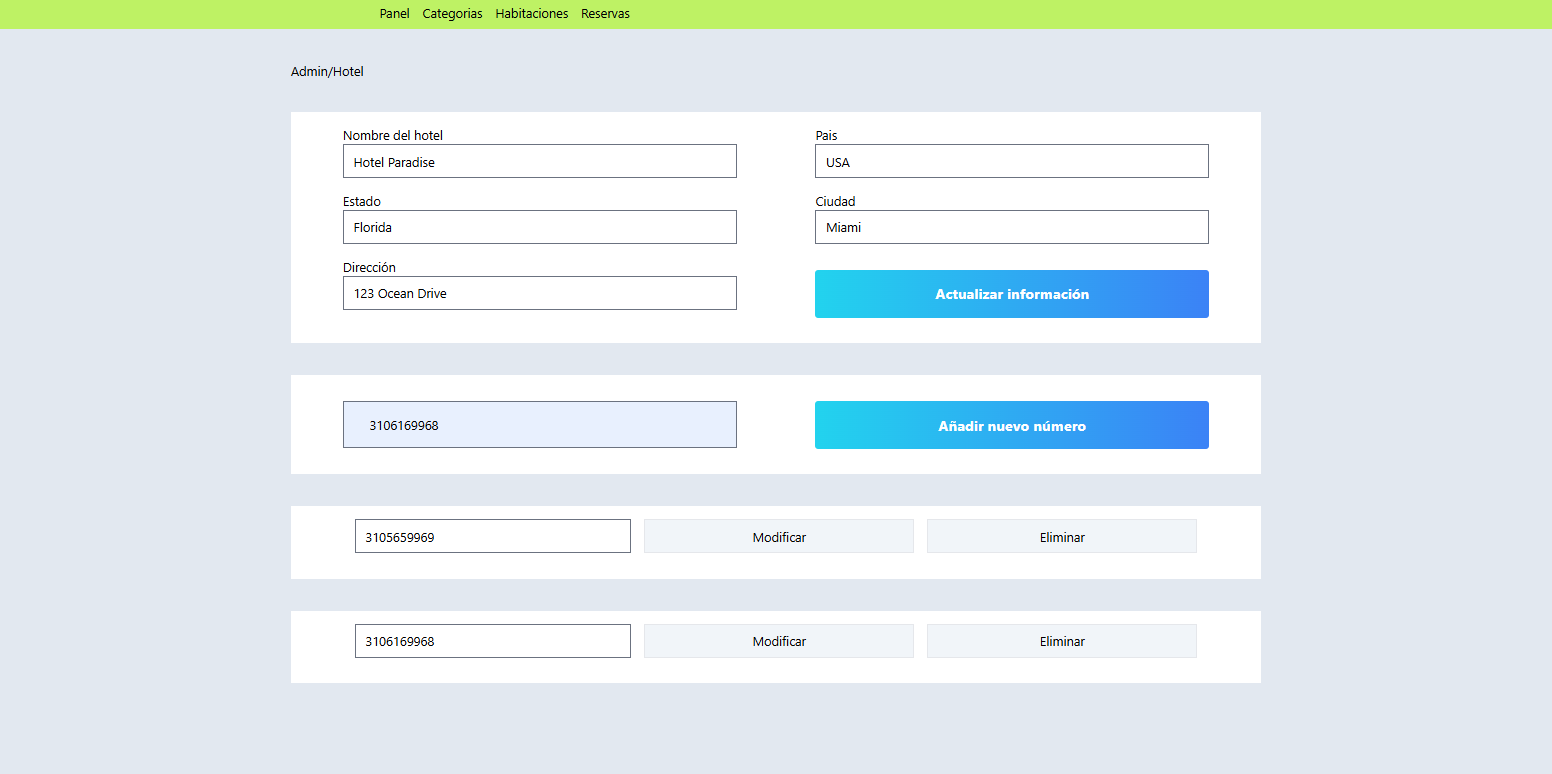 Panel Categorias Habitaciones Reservas
Admin/Hotel
Nombre del hotel
Hotel Paradise
Pais
USA
Estado
Florida
Ciudad
Miami
Dirección
123 Ocean Drive
Actualizar información
3106169968
Añadir nuevo número
3105659969
Modificar
Eliminar
3106169968
Modificar
Eliminar